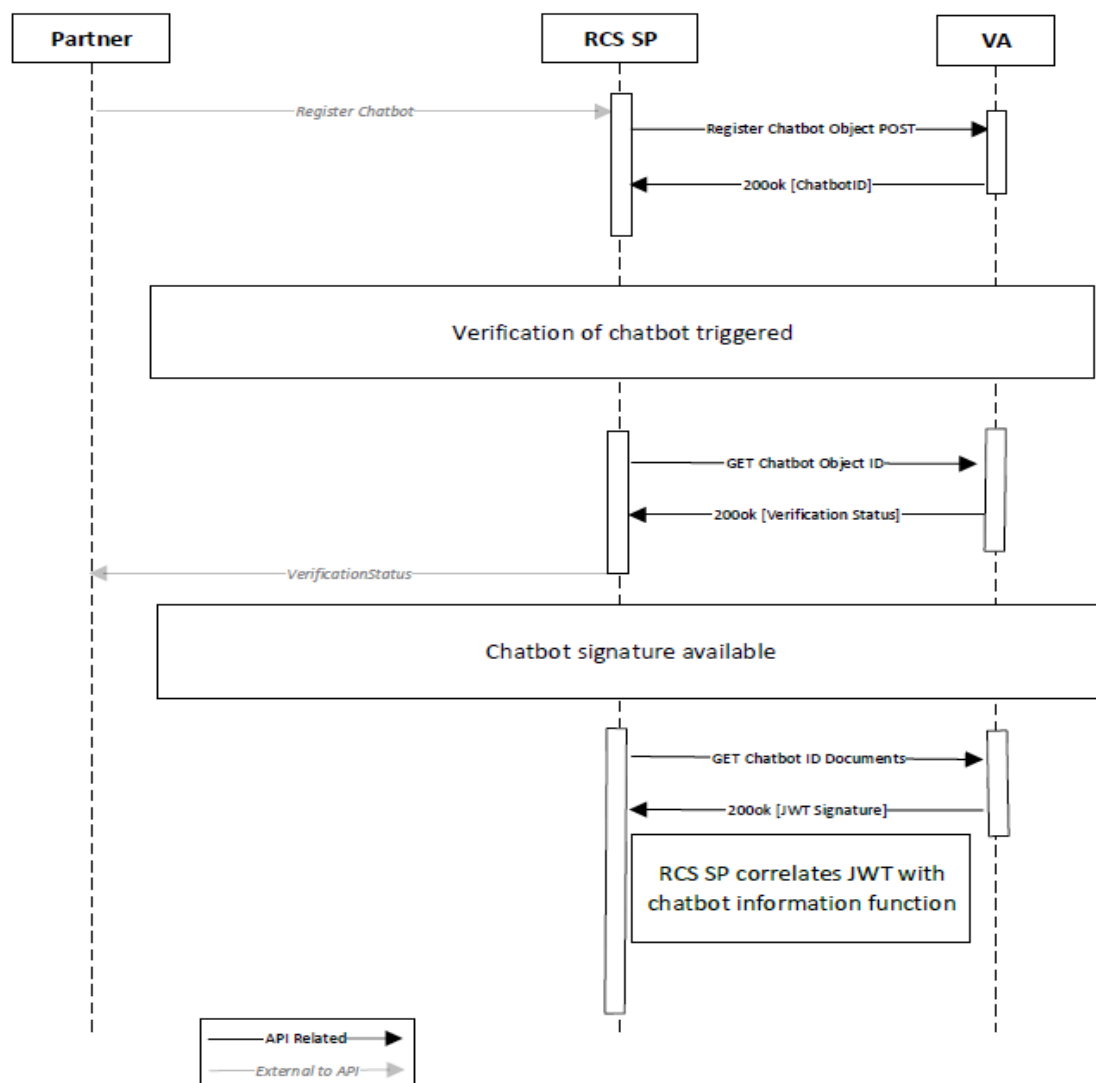 Partner
RCS SP
VA
Register Chatbot
Register Chatbot Object POST
200ok [ChatbotID]
Verification of chatbot triggered
GET Chatbot Object ID
200ok [Verification Status]
VerificationStatus
Chatbot signature available
GET Chatbot ID Documents
200ok [JWT Signature]
RCS SP correlates JWT with
chatbot information function
API Related
External to API